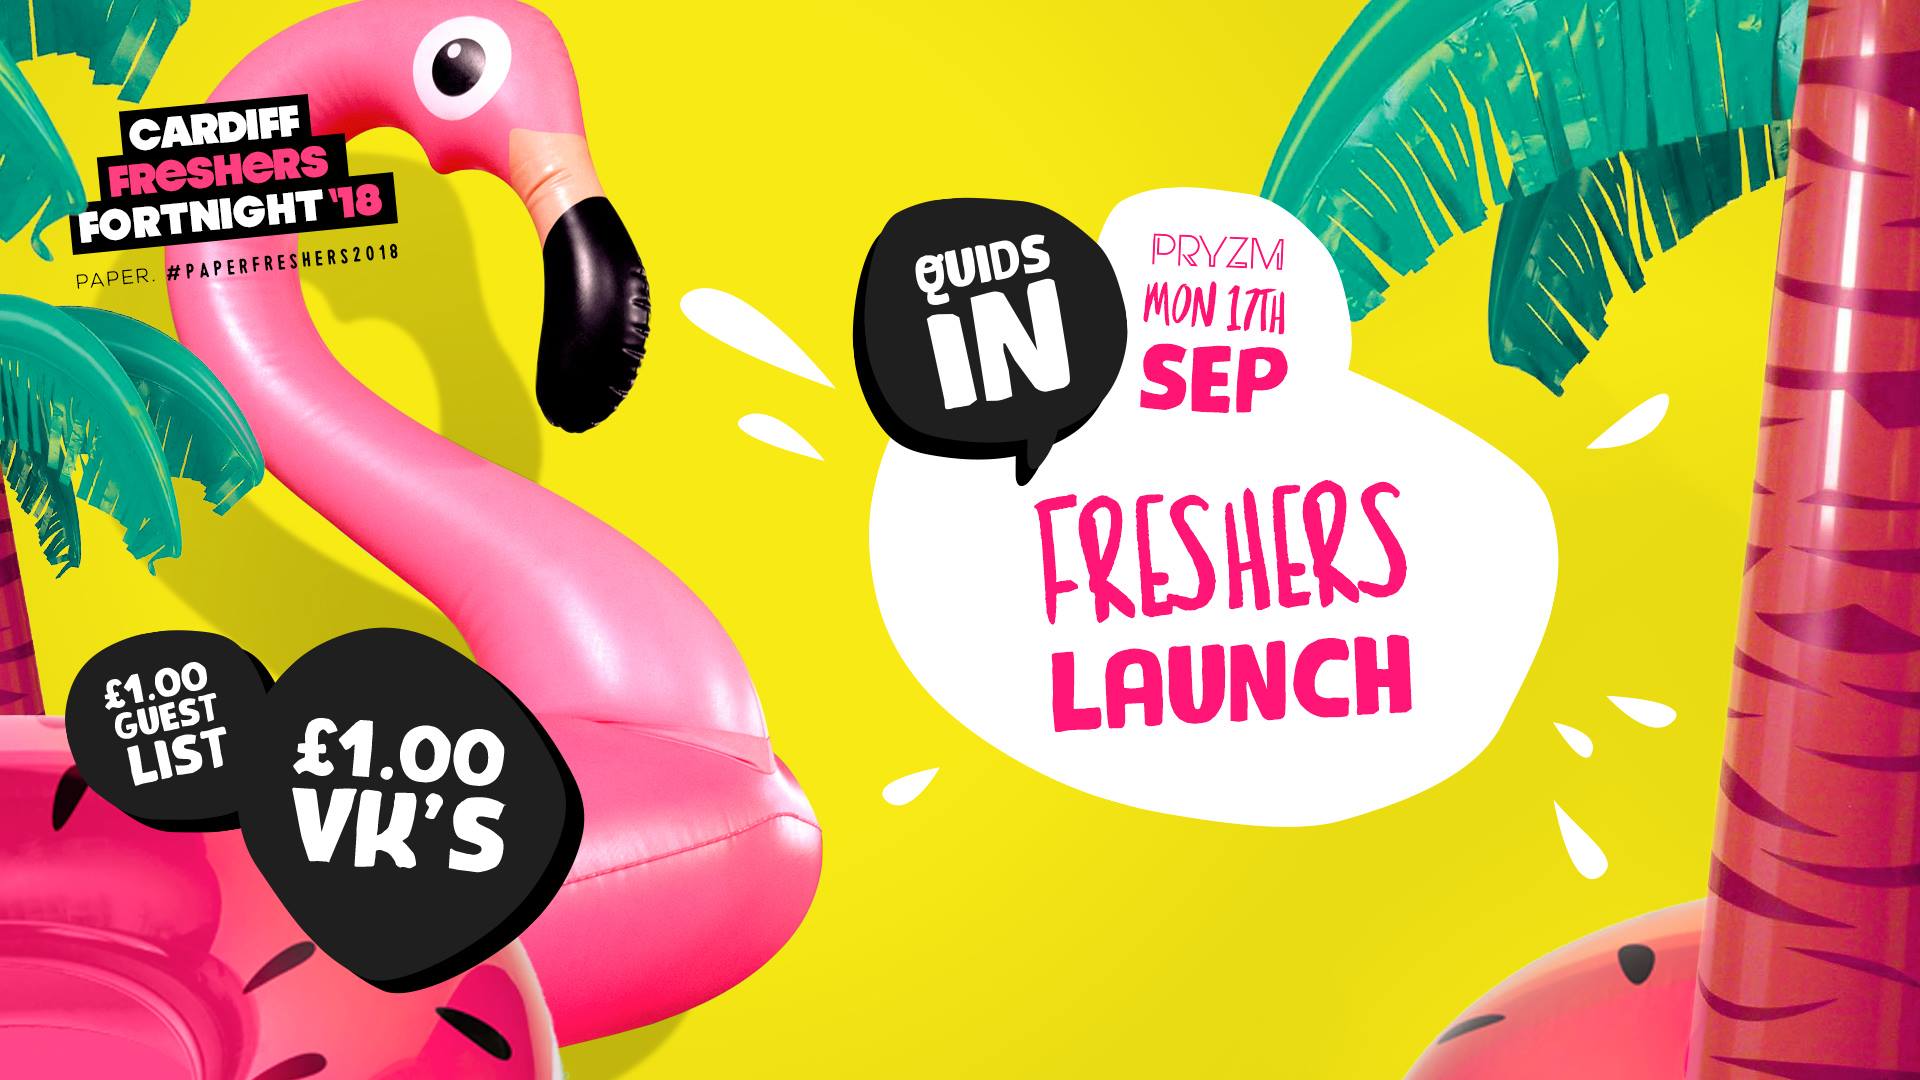 CARDIFF
FRESHERS
FORTNIGHT '18
PAPER. #PAPERFRESHERS2018
QUIDS
IN
PRYZM
MON 17TH
SEP
FRESHERS
LAUNCH
£1.00
GUEST
LIST
£1.00
VK'S